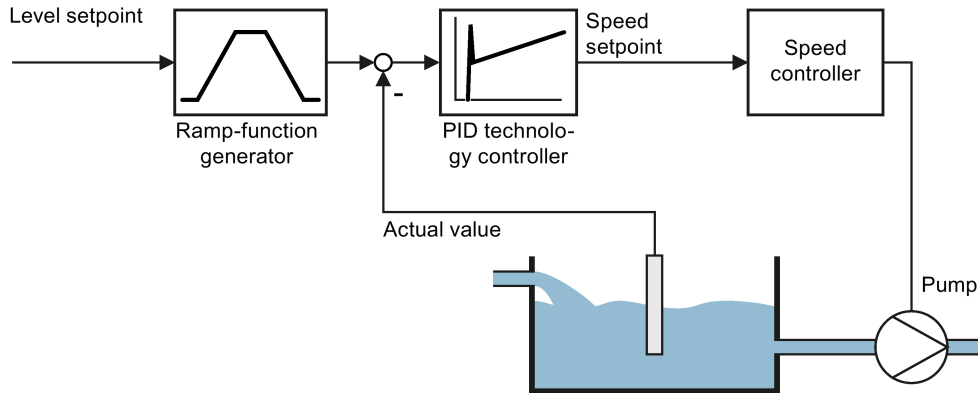 Level setpoint
Ramp-function
generator
-
PID technolo-
gy controller
Speed
setpoint
Speed
controller
Actual value
Pump